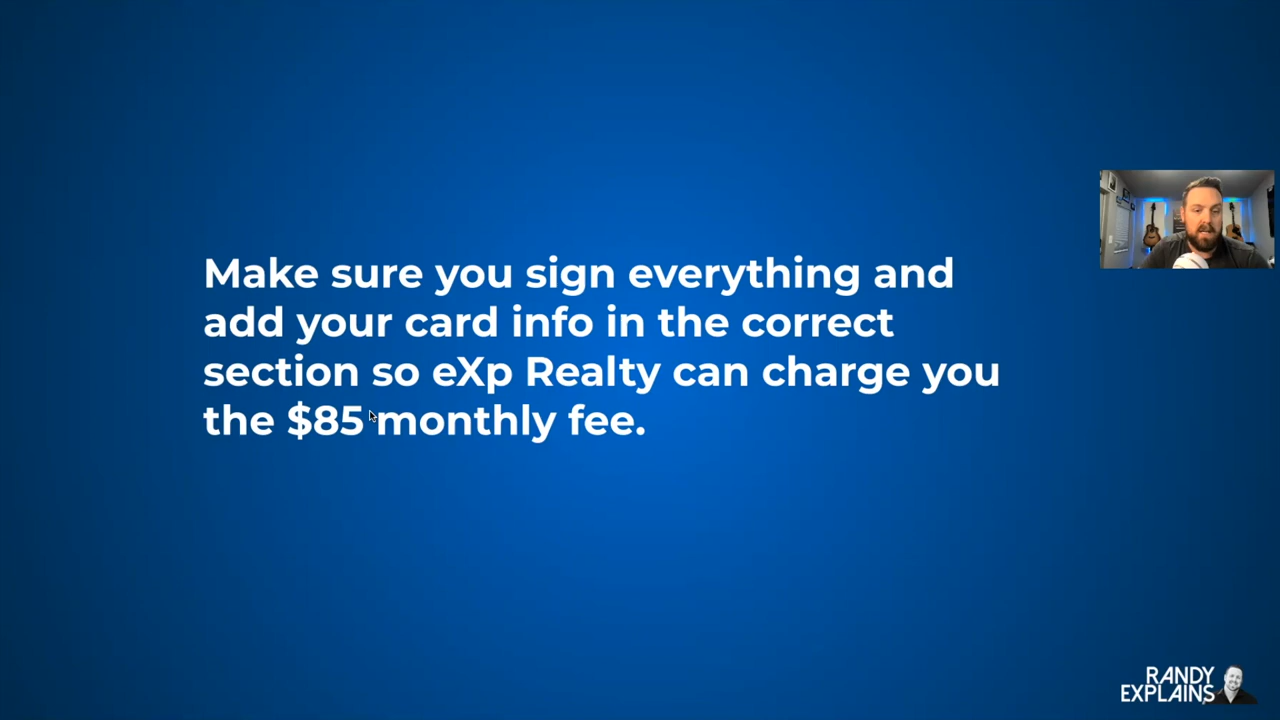 Make sure you sign everything and
add your card info in the correct
section so eXp Realty can charge you
the $85 monthly fee.
RANDY
EXPLAINS